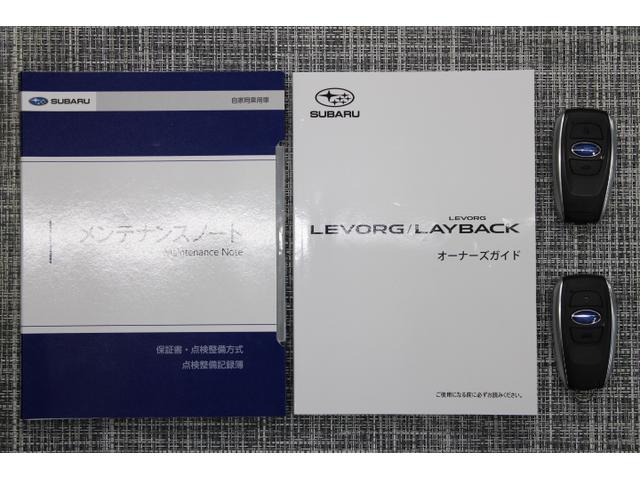 SUBARU
自家用乗用車
メンテナンスノート
Maintenance Note
保証書・点検整備方式
点検整備記録簿
SUBARU
LEVORG
LEVORG/LAYBACK
オーナーズガイド
ご使用になる前に必ずお読みください。